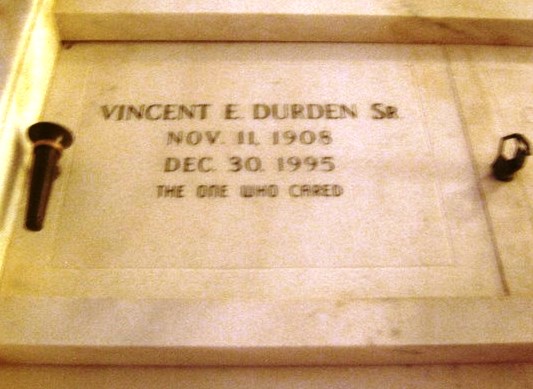 VINCENT E. DURDEN SR.
NOV. 11, 1908
DEC. 30, 1995
THE ONE WHO CARED